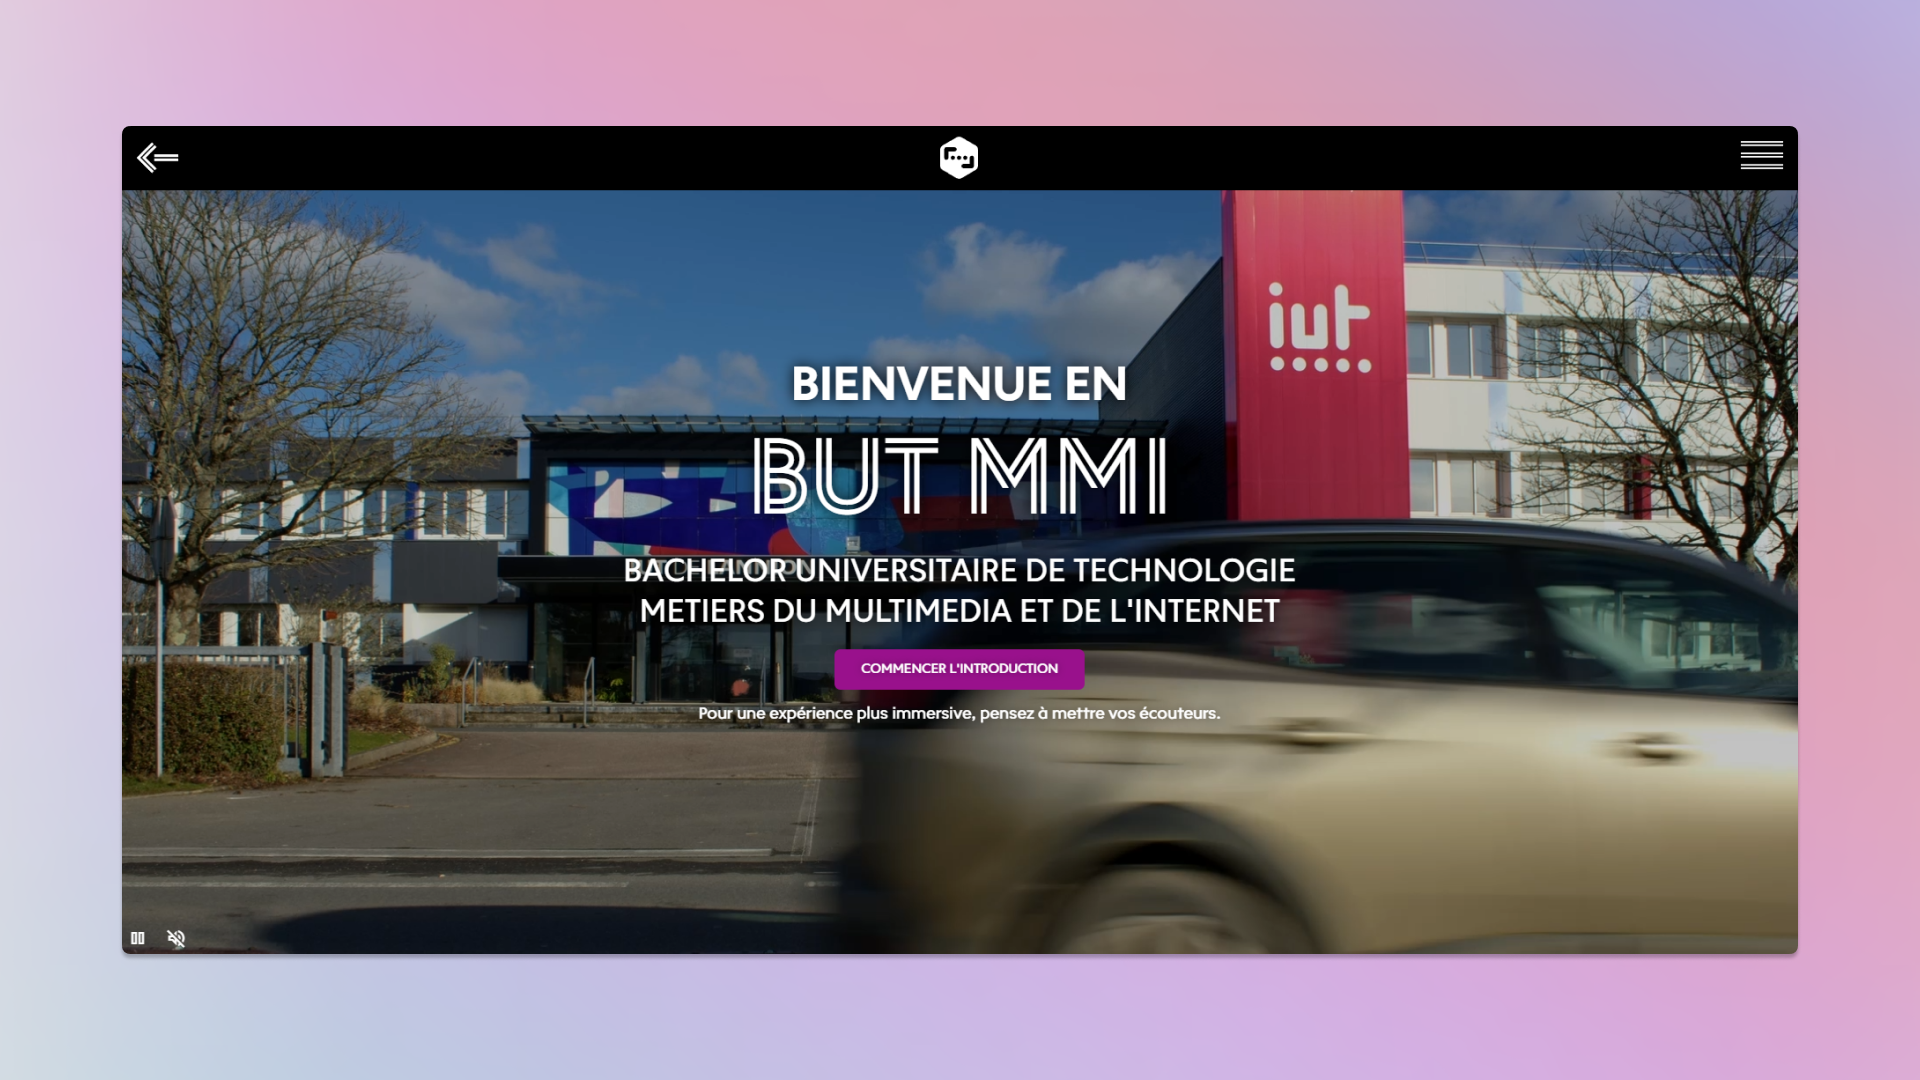 iut
BIENVENUE EN
BUT MMI
BACHELOR UNIVERSITAIRE DE TECHNOLOGIE
METIERS DU MULTIMEDIA ET DE L'INTERNET
COMMENCER L'INTRODUCTION
Pour une expérience plus immersive, pensez à mettre vos écouteurs.